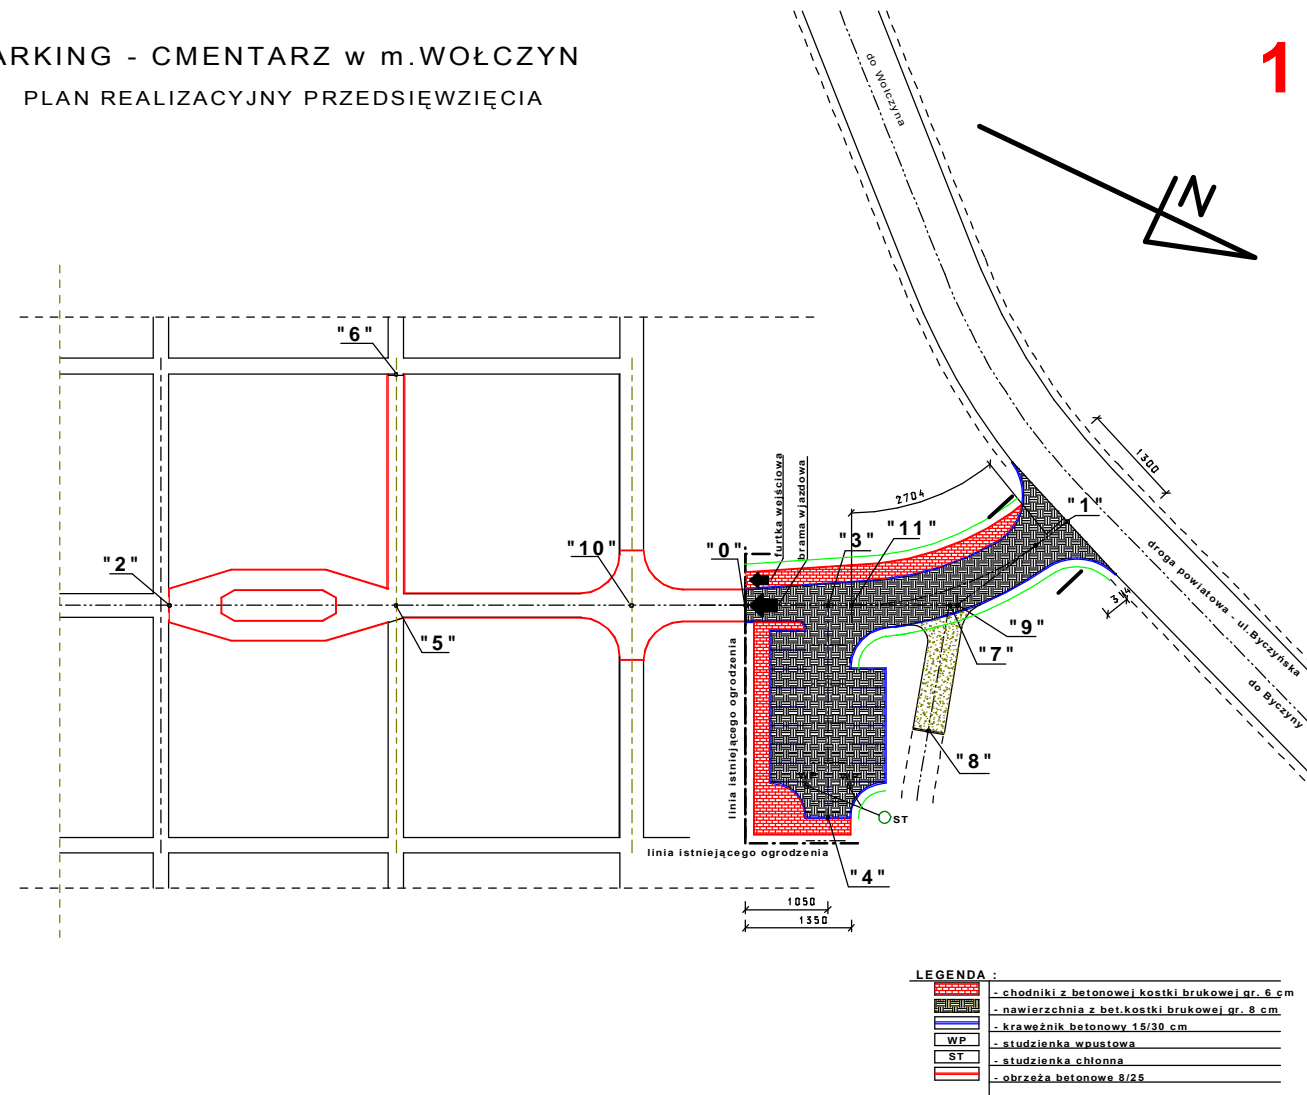 ARKING - CMENTARZ w m.WOŁCZYN
PLAN REALIZACYJNY PRZEDSIĘWZIĘCIA
1
do Wołczyna
N
"6"
1300
furtka wejściowa
brama wjazdowa
2704
"1"
"11"
"3"
"10"
"0"
"2"
droga powiatowa - ul.Byczyńska
"9"
"5"
"7"
do Byczyny
linia istniejącego ogrodzenia
"8"
WP
WP
ST
linia istniejącego ogrodzenia
"4"
1050
1350
LEGENDA :
- chodniki z betonowej kostki brukowej gr. 6 cm
- nawierzchnia z bet.kostki brukowej gr. 8 cm
- krawężnik betonowy 15/30 cm
WP - studzienka wpustowa
ST - studzienka chłonna
- obrzeża betonowe 8/25